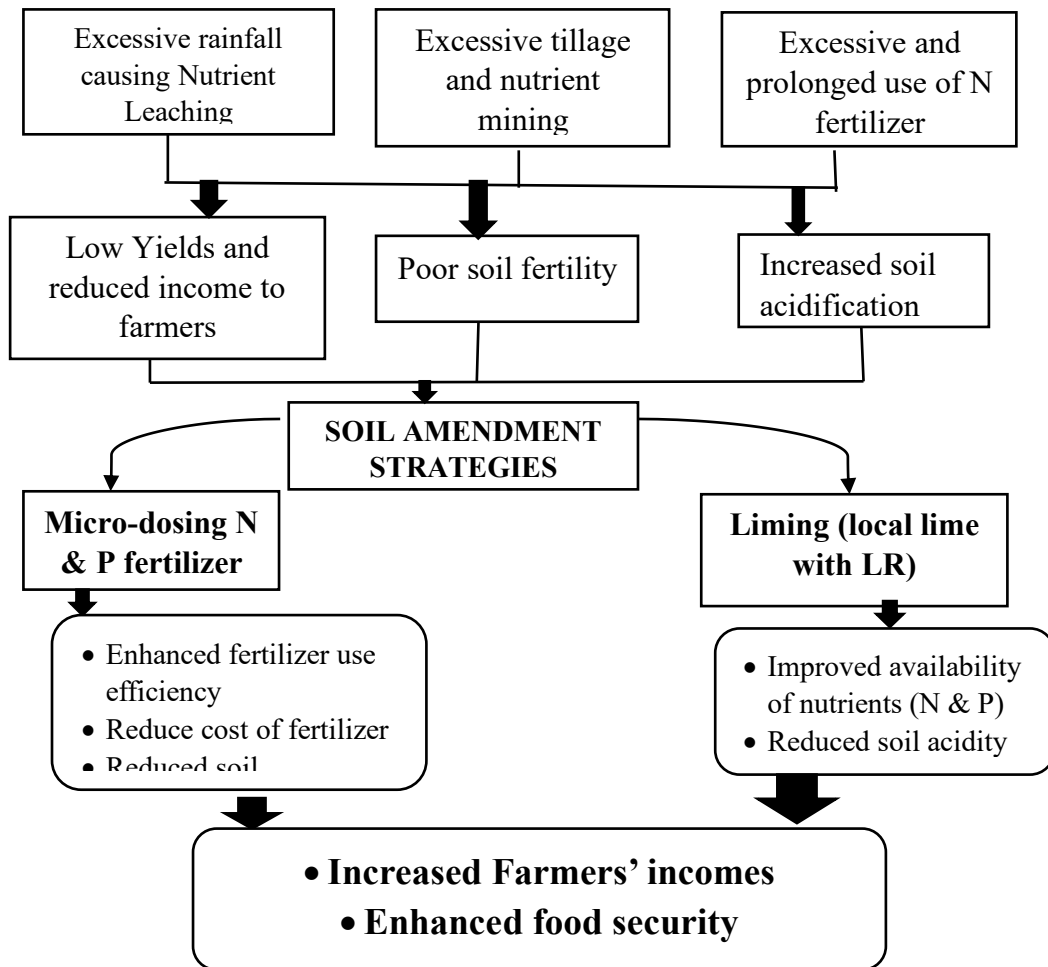 Excessive rainfall
causing Nutrient
Leaching
Excessive tillage
and nutrient
mining
Excessive and
prolonged use of N
fertilizer
Low Yields and
reduced income to
farmers
Poor soil fertility
Increased soil
acidification
SOIL AMENDMENT
STRATEGIES
Micro-dosing N
& P fertilizer
Liming (local lime
with LR)
• Enhanced fertilizer use
efficiency
• Reduce cost of fertilizer
• Reduced soil
• Improved availability
of nutrients (N & P)
• Reduced soil acidity
• Increased Farmers’ incomes
• Enhanced food security